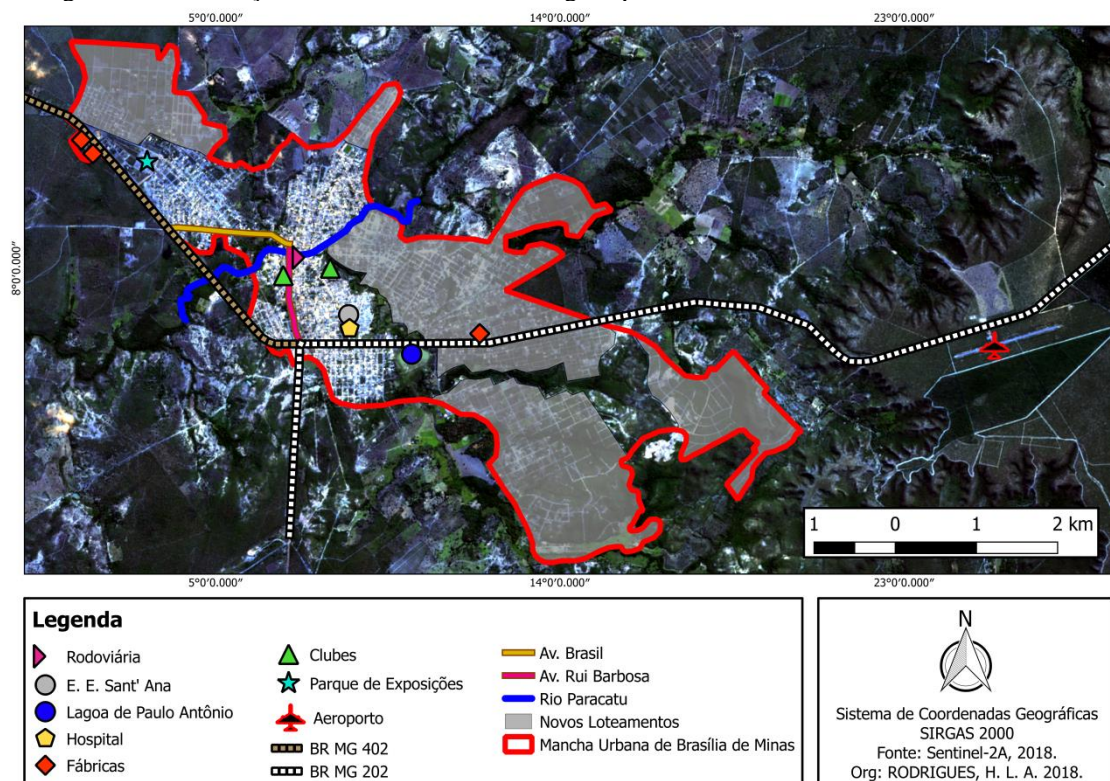 5°0'0.000" 14°0'0.000" 23°0'0.000"
8°0'0.000"
1 0 1 2 km
5°0'0.000" 14°0'0.000" 23°0'0.000"
Legenda
Rodoviária
E. E. Sant' Ana
Lagoa de Paulo Antônio
Hospital
Fábricas
Clubes
Parque de Exposições
Aeroporto
BR MG 402
BR MG 202
Av. Brasil
Av. Rui Barbosa
Rio Paracatu
Novos Loteamentos
Mancha Urbana de Brasília de Minas
N
Sistema de Coordenadas Geográficas
SIRGAS 2000
Fonte: Sentinel-2A, 2018.
Org: RODRIGUES, H. L. A. 2018.